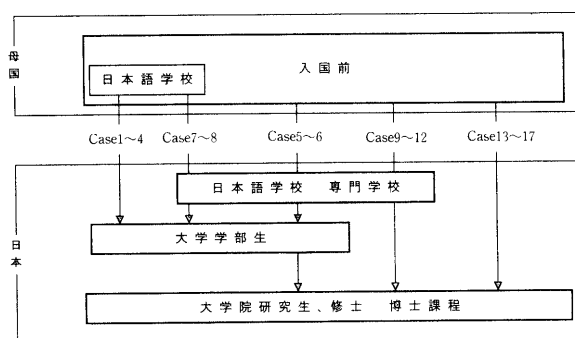 母国
入国前
日本語学校
Case1～4
Case7～8
Case5～6
Case9～12
Case13～17
日本語学校 専門学校
大学学部生
日本
大学院研究生、修士 博士課程